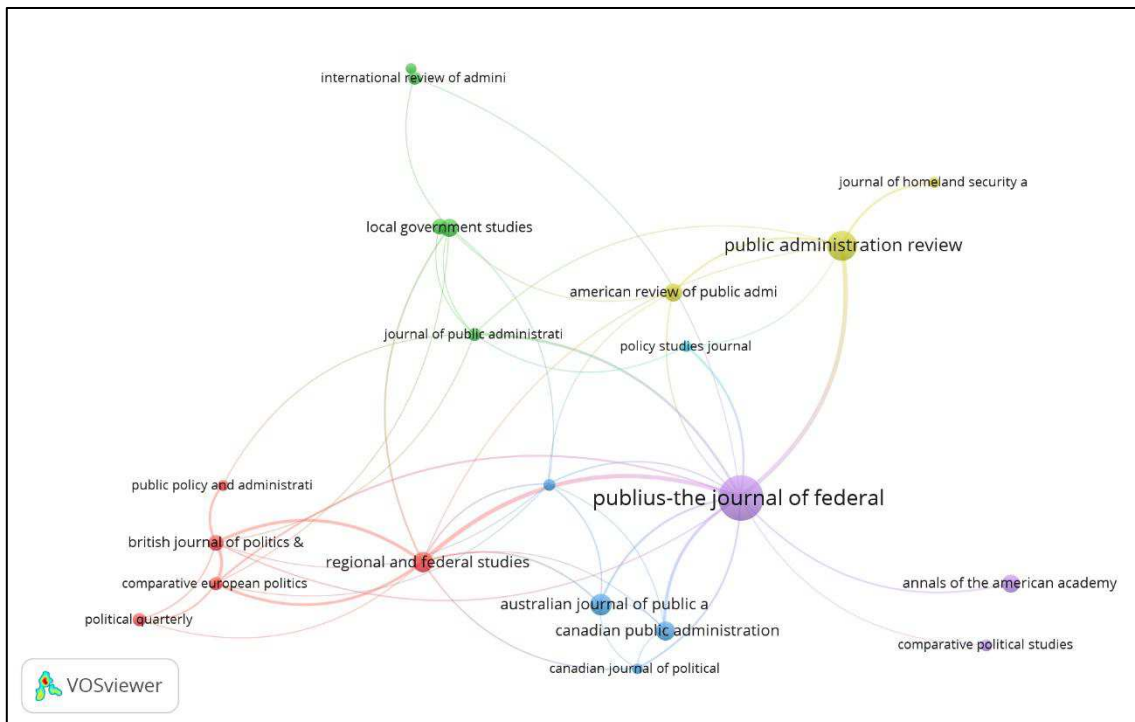 international review of admini
journal of homeland security a
local government studies
public administration review
american review of public admi
journal of public administrati
policy studies journal
public policy and administrati
publius-the journal of federal
british journal of politics &
regional and federal studies
comparative european politics
annals of the american academy
australian journal of public a
political quarterly
canadian public administration
comparative political studies
canadian journal of political
VOSviewer